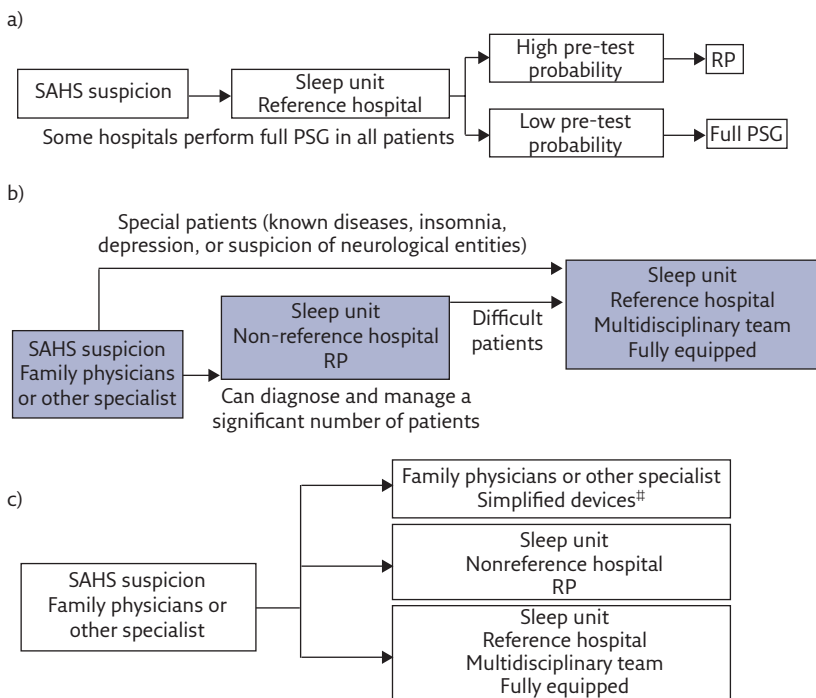 a)
SAHS suspicion
Sleep unit
Reference hospital
High pre-test
probability
RP
Low pre-test
probability
Full PSG
Some hospitals perform full PSG in all patients
b)
Special patients (known diseases, insomnia,
depression, or suspicion of neurological entities)
SAHS suspicion
Family physicians
or other specialist
Sleep unit
Non-reference hospital
RP
Can diagnose and manage a
significant number of patients
Difficult
patients
Sleep unit
Reference hospital
Multidisciplinary team
Fully equipped
c)
SAHS suspicion
Family physicians or
other specialist
Family physicians or other specialist
Simplified devices#
Sleep unit
Nonreference hospital
RP
Sleep unit
Reference hospital
Multidisciplinary team
Fully equipped